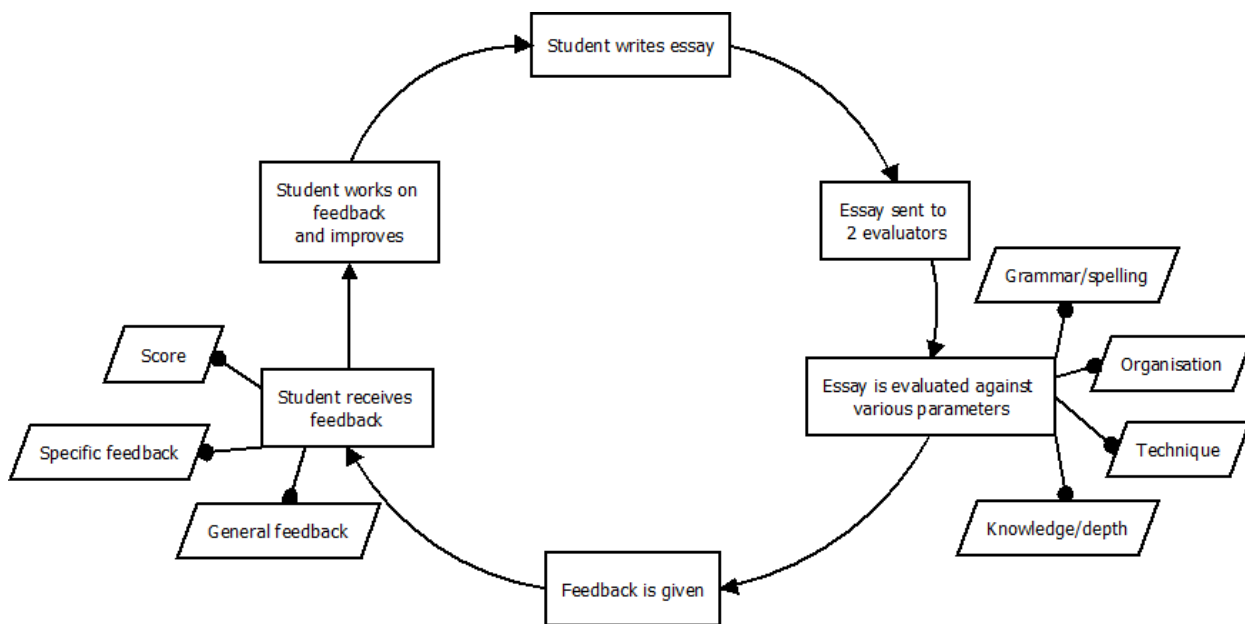 Student writes essay
Student works on
feedback
and improves
Essay sent to
2 evaluators
Grammar/spelling
Score
Organisation
Student receives
feedback
Essay is evaluated against
various parameters
Specific feedback
Technique
General feedback
Knowledge/depth
Feedback is given